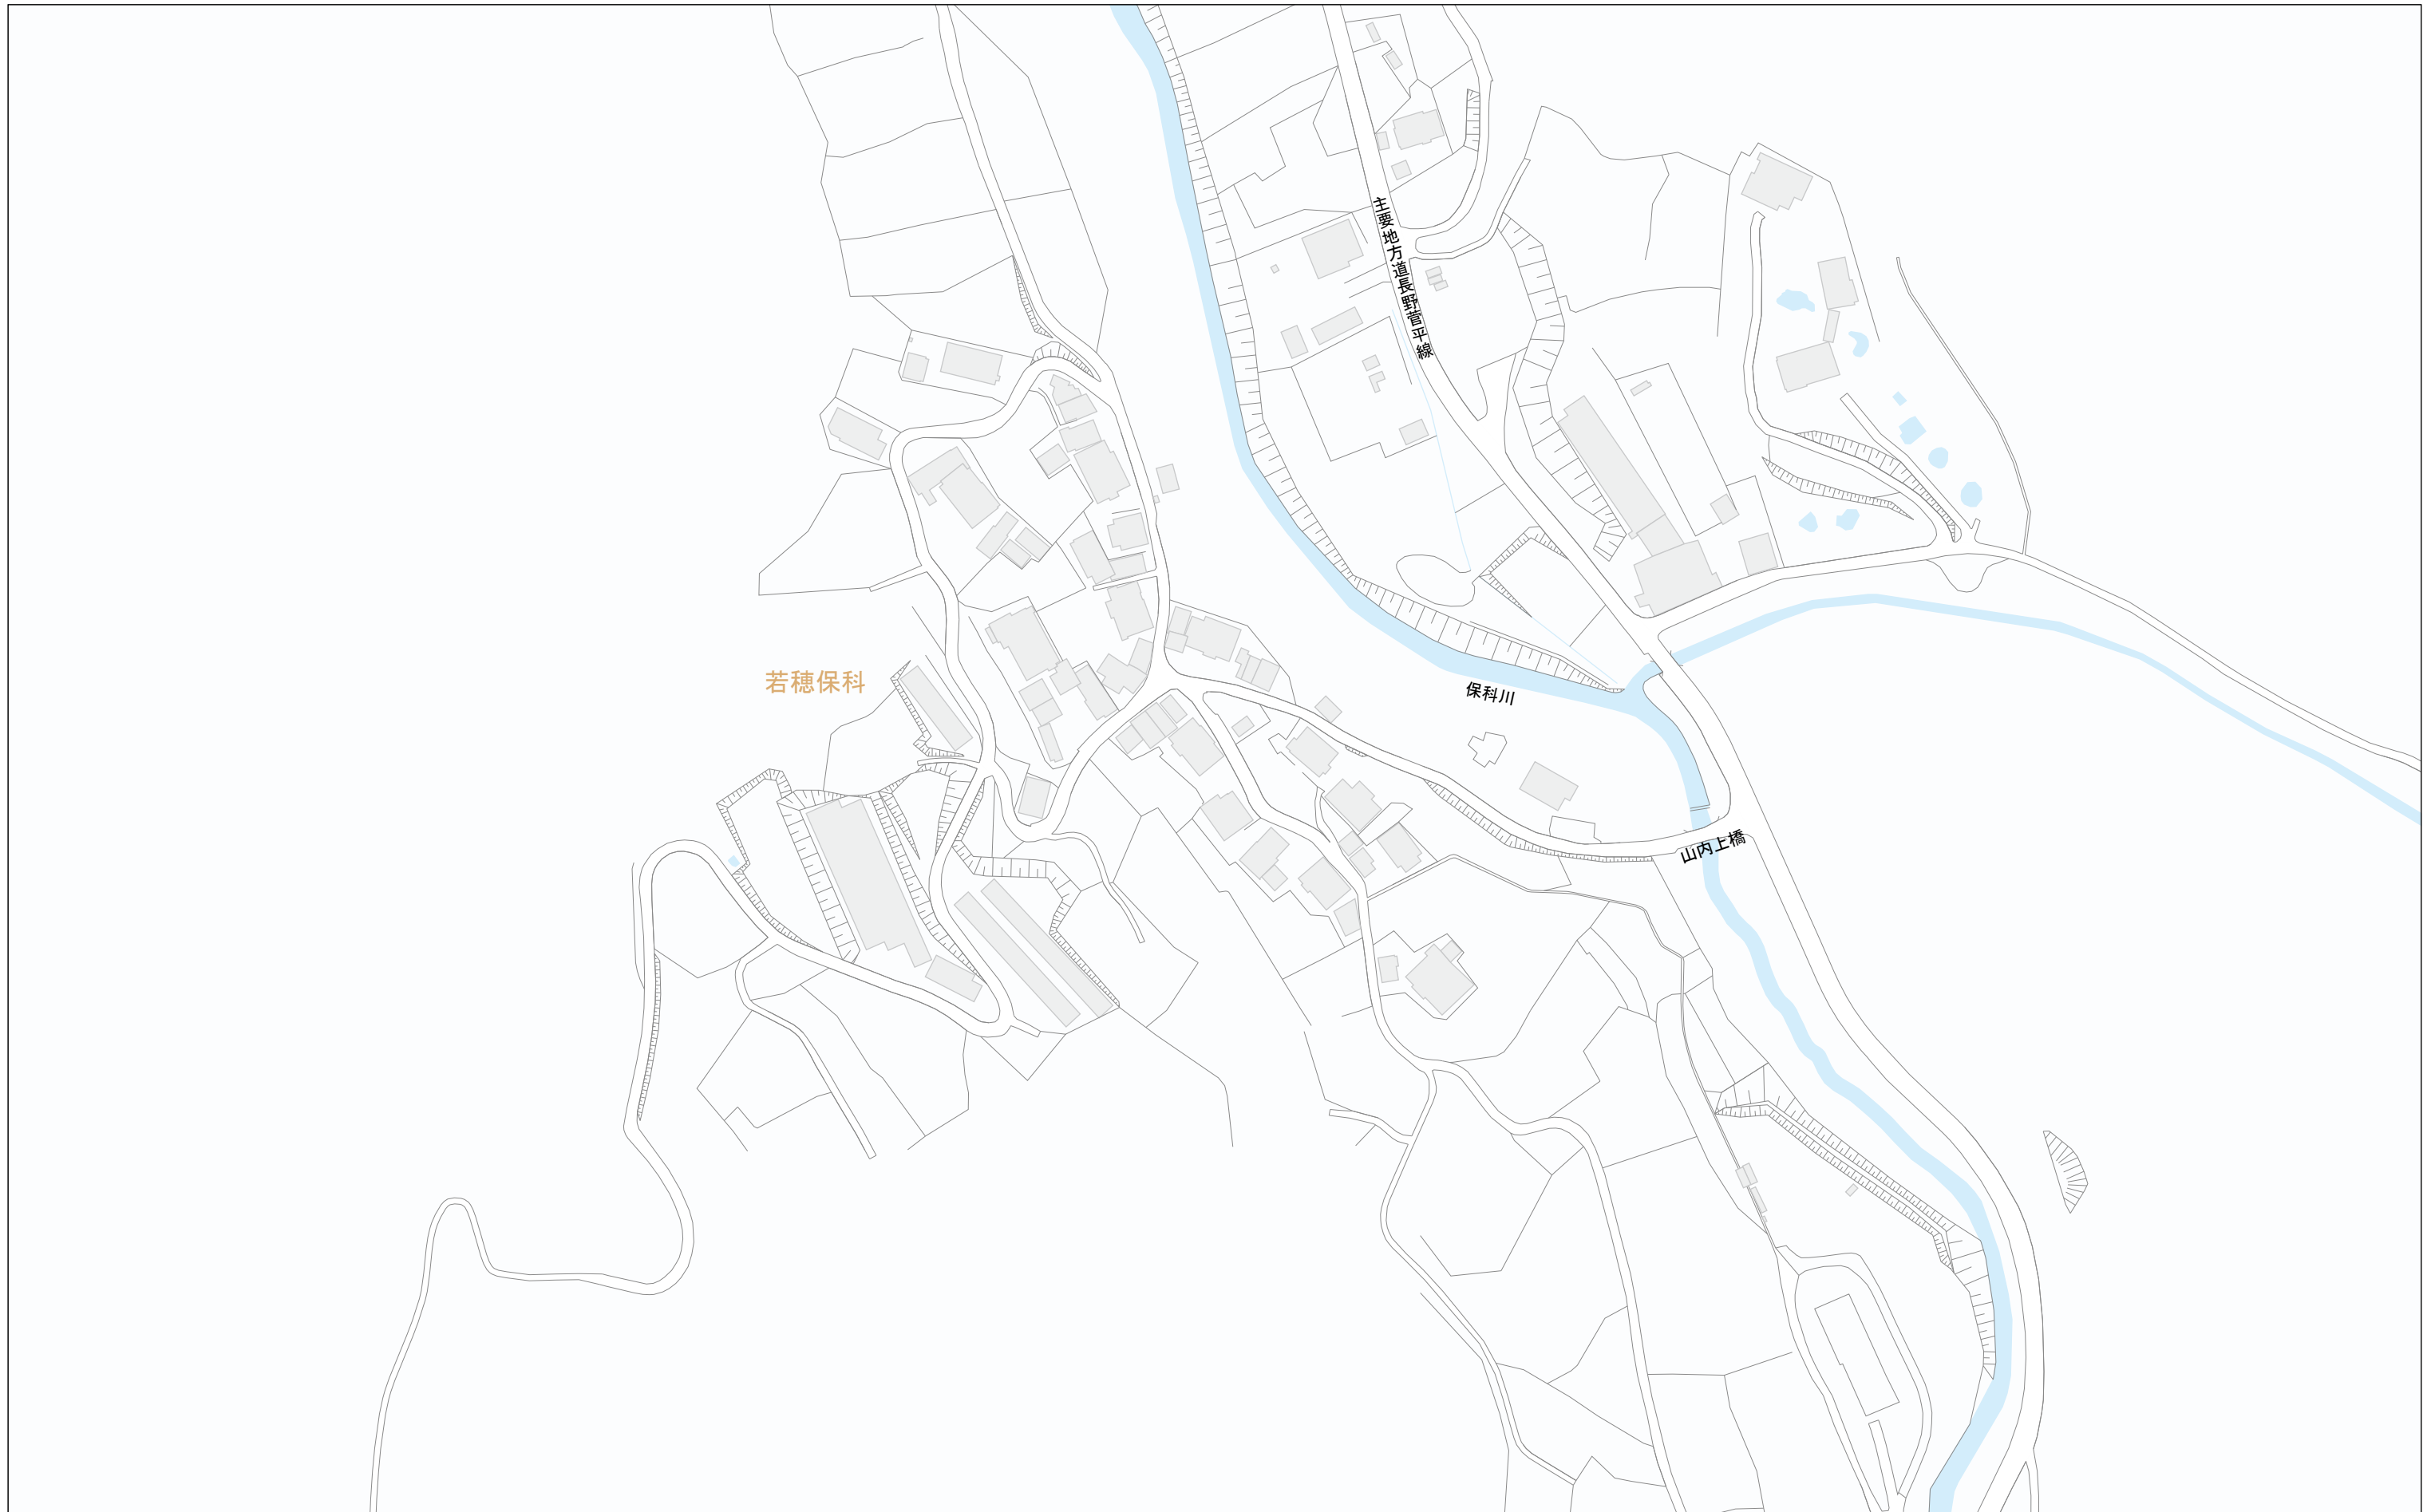 主要地方道長野菅平線
若穂保科
保科川
山内上橋